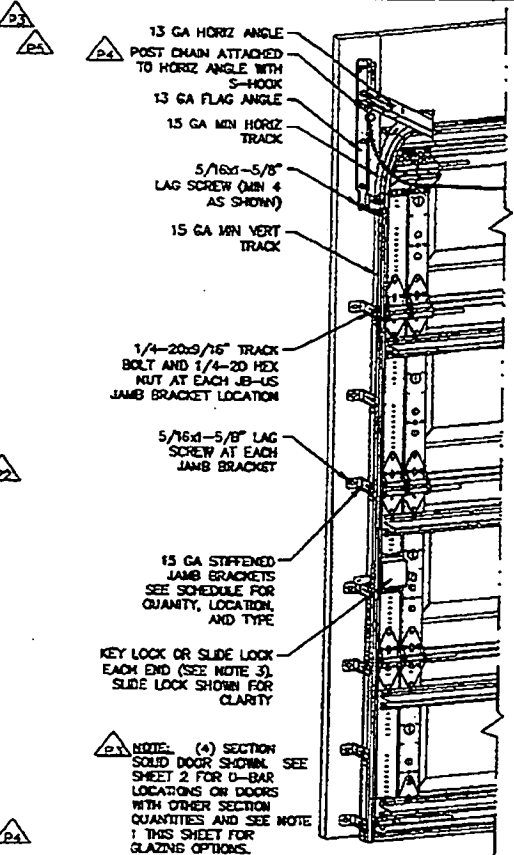 P3
P5
13 GA HORIZ ANGLE
P4
POST CHAIN ATTACHED
TO HORIZ ANGLE WITH
S-HOOK
13 GA FLAG ANGLE
15 GA MIN HORIZ
TRACK
5/16x1-5/8"
LAG SCREW (MIN 4
AS SHOWN)
15 GA MIN VERT
TRACK
1/4-20x9/16" TRACK
BOLT AND 1/4-20 HEX
NUT AT EACH JB-US
JAMB BRACKET LOCATION
5/16x1-5/8" LAG
SCREW AT EACH
JAMB BRACKET
15 GA STIFFENED
JAMB BRACKETS
SEE SCHEDULE FOR
QUANITY, LOCATION,
AND TYPE
KEY LOCK OR SLIDE LOCK
EACH END (SEE NOTE 3).
SLIDE LOCK SHOWN FOR
CLARITY
NOTE: (4) SECTION
SOLID DOOR SHOWN. SEE
SHEET 2 FOR U-BAR
LOCATIONS ON DOORS
WITH OTHER SECTION
QUANTITIES AND SEE NOTE
1 THIS SHEET FOR
GLAZING OPTIONS.
P4